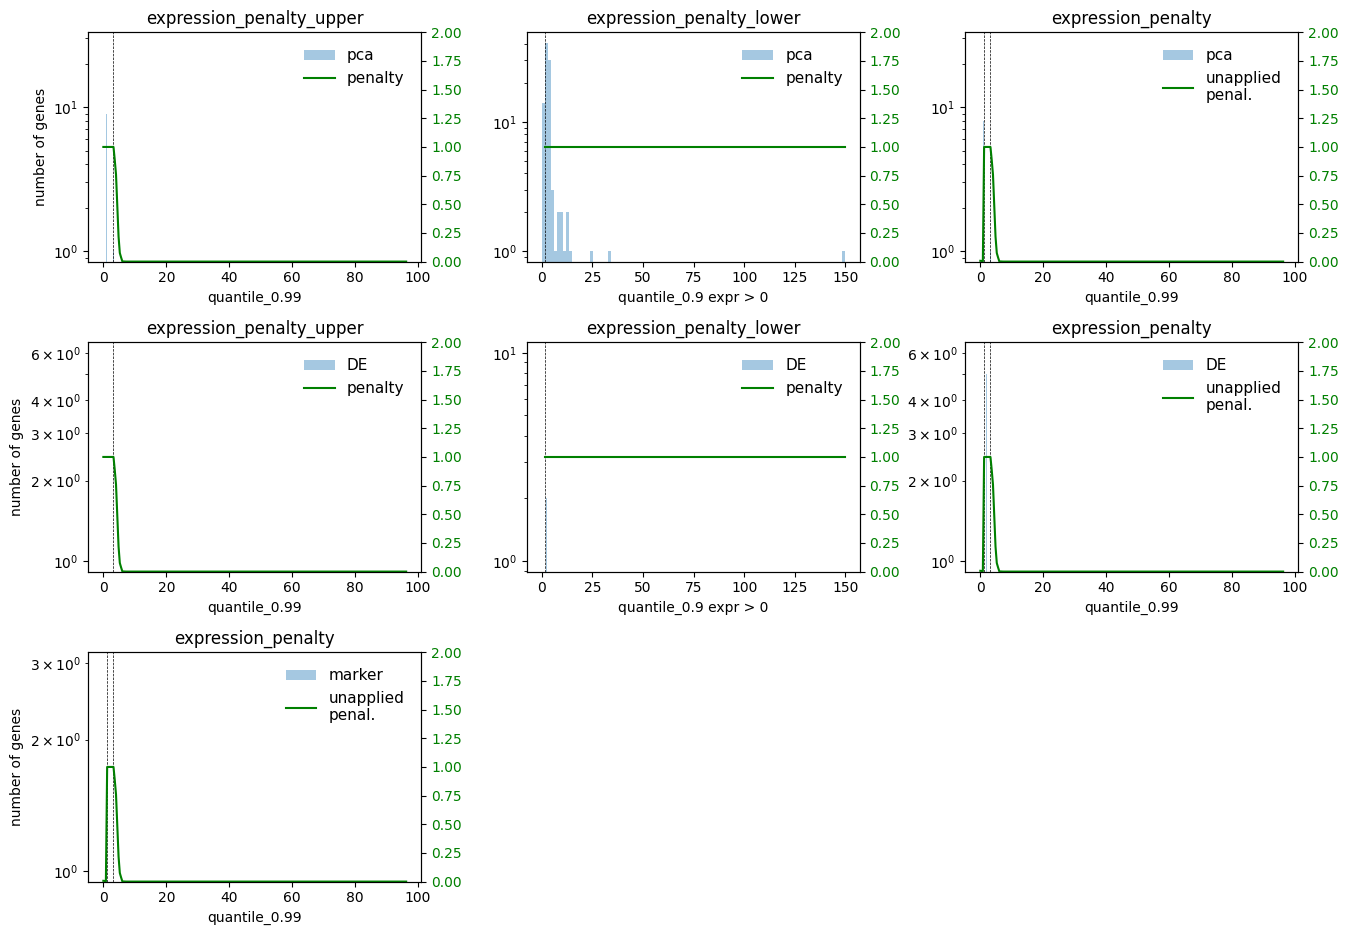 expression_penalty_upper
pca
penalty
number of genes
10¹
10⁰
2.00
1.75
1.50
1.25
1.00
0.75
0.50
0.25
0.00
0 20 40 60 80 100
quantile_0.99
expression_penalty_lower
pca
penalty
10¹
10⁰
2.00
1.75
1.50
1.25
1.00
0.75
0.50
0.25
0.00
0 25 50 75 100 125 150
quantile_0.9 expr > 0
expression_penalty
pca
unapplied
penal.
10¹
10⁰
2.00
1.75
1.50
1.25
1.00
0.75
0.50
0.25
0.00
0 20 40 60 80 100
quantile_0.99
expression_penalty_upper
DE
penalty
number of genes
6 × 10⁰
4 × 10⁰
3 × 10⁰
2 × 10⁰
10⁰
2.00
1.75
1.50
1.25
1.00
0.75
0.50
0.25
0.00
0 20 40 60 80 100
quantile_0.99
expression_penalty_lower
DE
penalty
10¹
10⁰
2.00
1.75
1.50
1.25
1.00
0.75
0.50
0.25
0.00
0 25 50 75 100 125 150
quantile_0.9 expr > 0
expression_penalty
DE
unapplied
penal.
6 × 10⁰
4 × 10⁰
3 × 10⁰
2 × 10⁰
10⁰
2.00
1.75
1.50
1.25
1.00
0.75
0.50
0.25
0.00
0 20 40 60 80 100
quantile_0.99
expression_penalty
marker
unapplied
penal.
number of genes
3 × 10⁰
2 × 10⁰
10⁰
2.00
1.75
1.50
1.25
1.00
0.75
0.50
0.25
0.00
0 20 40 60 80 100
quantile_0.99